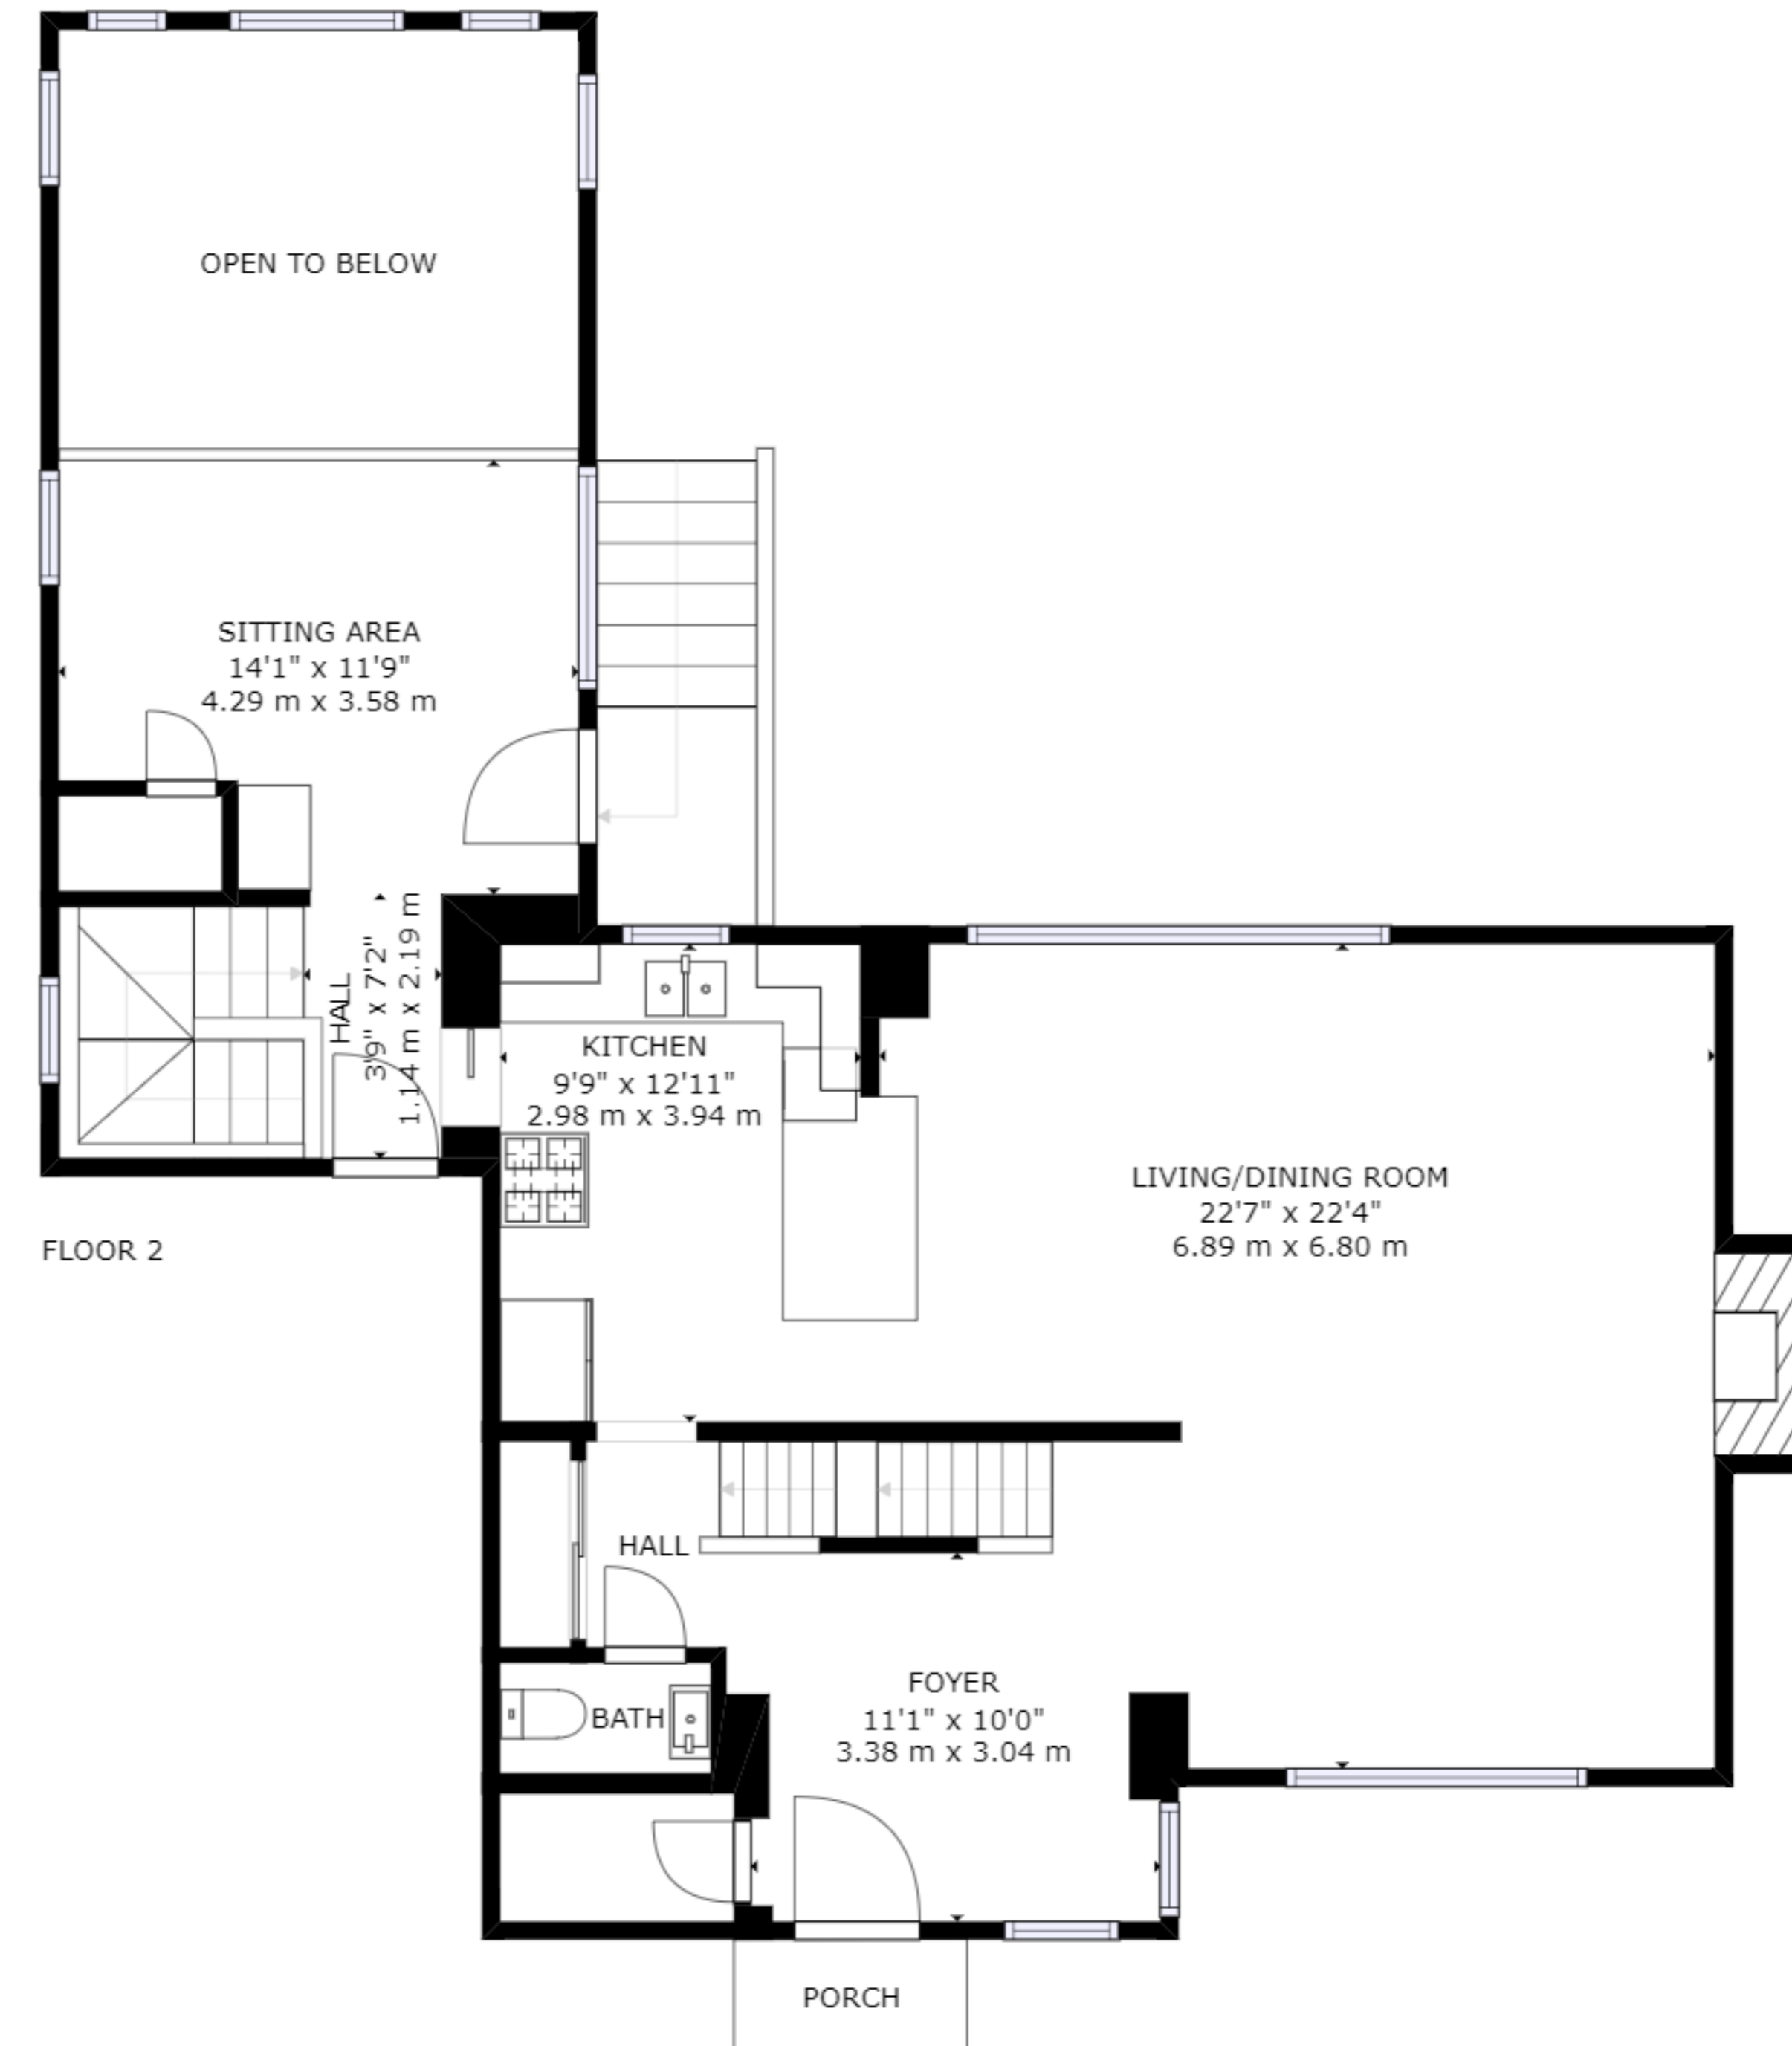 OPEN TO BELOW
SITTING AREA
14'1" x 11'9"
4.29 m x 3.58 m
HALL
3'9" x 7'2"
1.14 m x 2.19 m
KITCHEN
9'9" x 12'11"
2.98 m x 3.94 m
LIVING/DINING ROOM
22'7" x 22'4"
6.89 m x 6.80 m
FLOOR 2
HALL
FOYER
11'1" x 10'0"
3.38 m x 3.04 m
BATH
PORCH